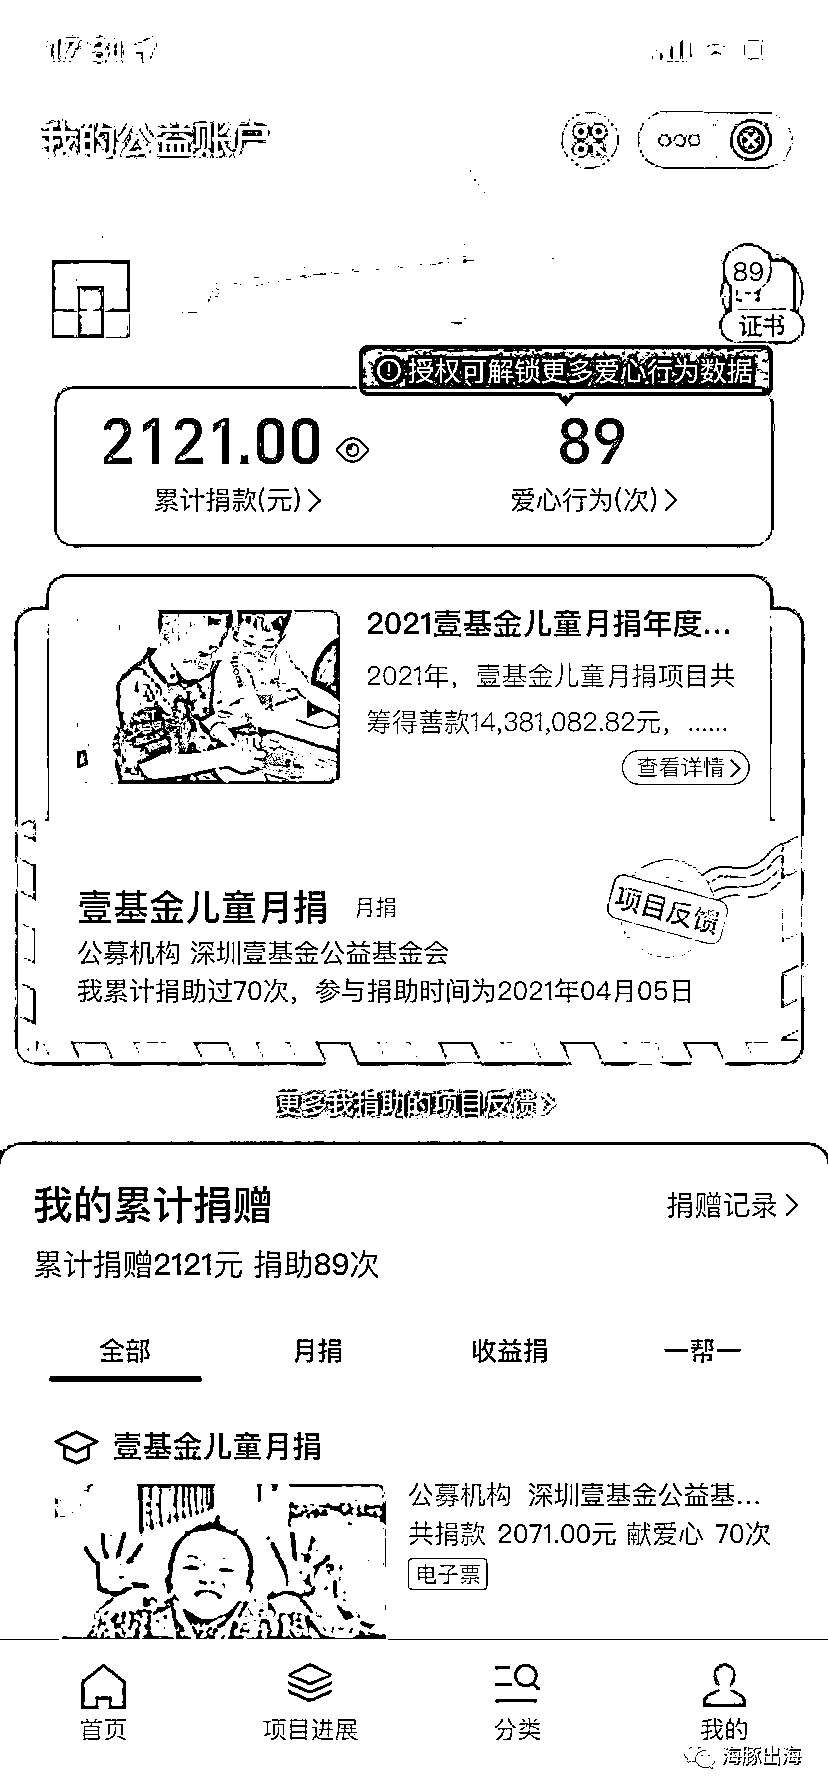 17:31
我的公益账户
89
证书
授权可解锁更多爱心行为数据
2121.00
累计捐款(元)
89
爱心行为(次)
2021壹基金儿童月捐年度...
2021年，壹基金儿童月捐项目共
筹得善款14,381,082.82元，......
查看详情
壹基金儿童月捐 月捐
项目反馈
公募机构 深圳壹基金公益基金会
我累计捐助过70次，参与捐助时间为2021年04月05日
更多我捐助的项目反馈
我的累计捐赠
捐赠记录
累计捐赠2121元 捐助89次
全部 月捐 收益捐 一帮一
壹基金儿童月捐
公募机构 深圳壹基金公益基...
共捐款 2071.00元 献爱心 70次
电子票
首页 项目进展 分类 我的
海豚出海